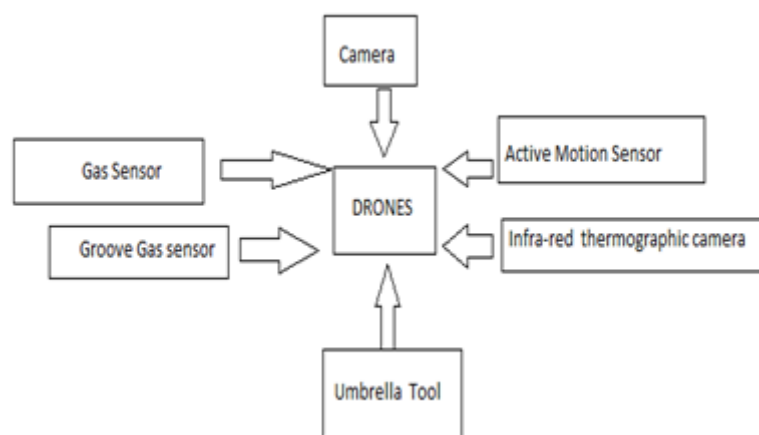 Camera
Gas Sensor
Active Motion Sensor
DRONES
Groove Gas sensor
Infra-red thermographic camera
Umbrella Tool